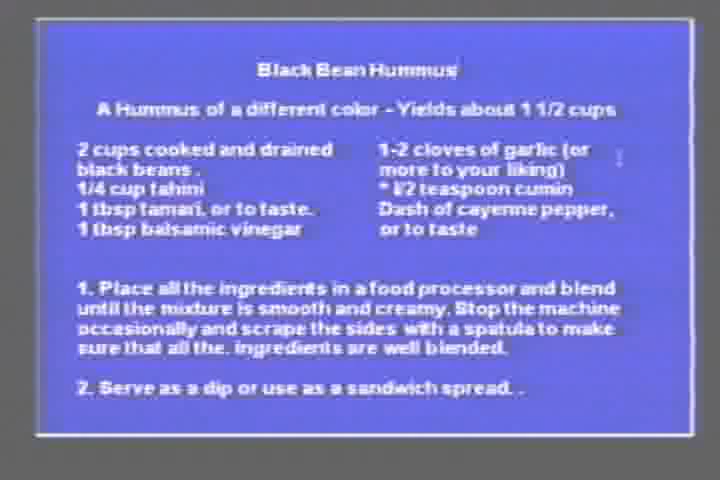 Black Bean Hummus
A Hummus of a different color - Yields about 1 1/2 cups
2 cups cooked and drained
black beans .
1/4 cup tahini
1 tbsp tamari, or to taste.
1 tbsp balsamic vinegar
1-2 cloves of garlic (or
more to your liking)
* 1/2 teaspoon cumin
Dash of cayenne pepper,
or to taste
1. Place all the ingredients in a food processor and blend
until the mixture is smooth and creamy. Stop the machine
occasionally and scrape the sides with a spatula to make
sure that all the. ingredients are well blended.
2. Serve as a dip or use as a sandwich spread. .